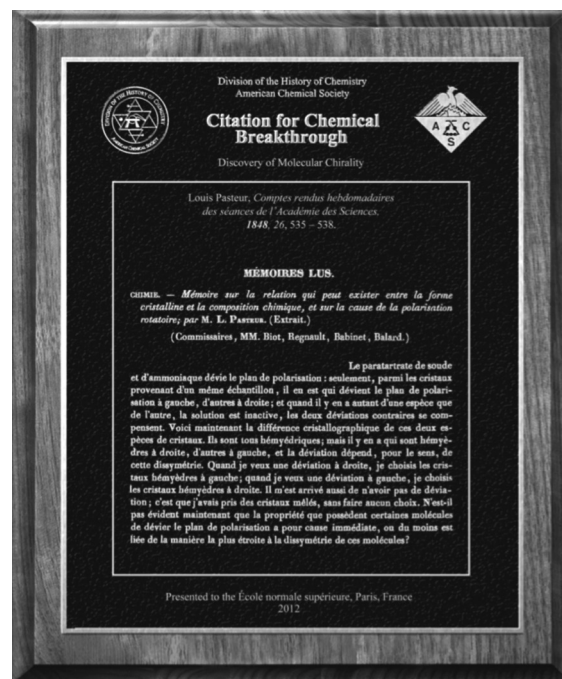 Division of the History of Chemistry
American Chemical Society
DIVISION OF THE HISTORY OF CHEMISTRY
AMERICAN CHEMICAL SOCIETY
A C
S
Citation for Chemical
Breakthrough
Discovery of Molecular Chirality
Louis Pasteur, Comptes rendus hebdomadaires
des séances de l'Académie des Sciences.
1848, 26, 535 – 538.
MÉMOIRES LUS.
CHIMIE. — Mémoire sur la relation qui peut exister entre la forme
cristalline et la composition chimique, et sur la cause de la polarisation
rotatoire; par M. L. PASTEUR. (Extrait.)
(Commissaires, MM. Biot, Regnault, Babinet, Balard.)
Le paratartrate de soude
et d'ammoniaque dévie le plan de polarisation : seulement, parmi les cristaux
provenant d'un même échantillon, il en est qui dévient le plan de polari-
sation à gauche, d'autres à droite; et quand il y en a autant d'une espèce que
de l'autre, la solution est inactive, les deux déviations contraires se com-
pensent. Voici maintenant la différence cristallographique de ces deux es-
pèces de cristaux. Ils sont tous hémyédriques; mais il y en a qui sont hémyè-
dres à droite, d'autres à gauche, et la déviation dépend, pour le sens, de
cette dissymétrie. Quand je veux une déviation à droite, je choisis les cris-
taux hémyèdres à gauche; quand je veux une déviation à gauche, je choisis
les cristaux hémyèdres à droite. Il m'est arrivé aussi de n'avoir pas de dévia-
tion; c'est que j'avais pris des cristaux mêlés, sans faire aucun choix. N'est-il
pas évident maintenant que la propriété que possèdent certaines molécules
de dévier le plan de polarisation a pour cause immédiate, ou du moins est
liée de la manière la plus étroite à la dissymétrie de ces molécules?
Presented to the École normale supérieure, Paris, France
2012